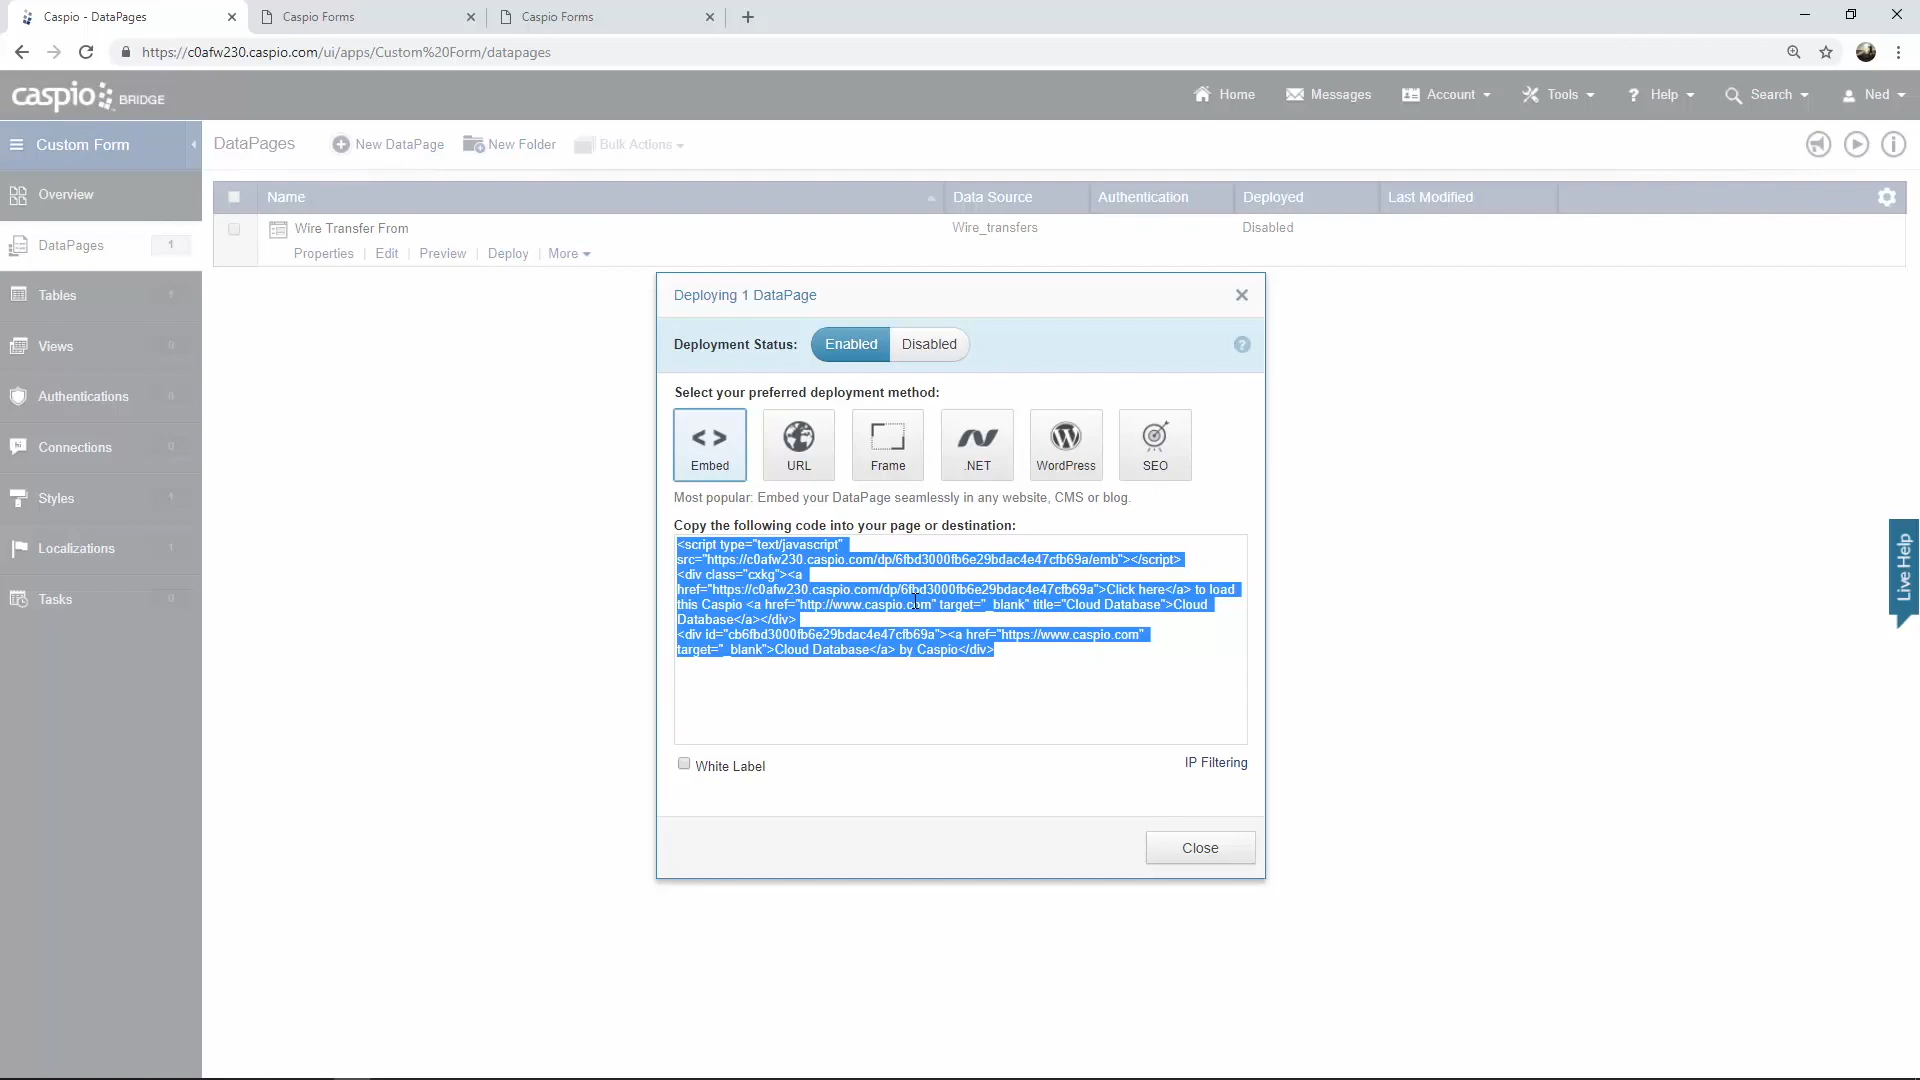 Caspio - DataPages
Caspio Forms
Caspio Forms
https://c0afw230.caspio.com/ui/apps/Custom%20Form/datapages
caspio BRIDGE
Home
Messages
Account
Tools
? Help
Search
Ned
Custom Form
DataPages
New DataPage
New Folder
Bulk Actions
Overview
DataPages 1
Tables 1
Views 0
Authentications 0
Connections 0
Styles 1
Localizations 1
Tasks 0
Name
Data Source
Authentication
Deployed
Last Modified
Wire Transfer From
Wire_transfers
Disabled
Properties | Edit | Preview | Deploy | More
Deploying 1 DataPage
Deployment Status: Enabled Disabled
?
Select your preferred deployment method:
Embed
URL
Frame
.NET
WordPress
SEO
Most popular: Embed your DataPage seamlessly in any website, CMS or blog.
Copy the following code into your page or destination:
<script type="text/javascript"
src="https://c0afw230.caspio.com/dp/6fbd3000fb6e29bdac4e47cfb69a/emb"></script>
<div class="cxkg"><a
href="https://c0afw230.caspio.com/dp/6fbd3000fb6e29bdac4e47cfb69a">Click here</a> to load
this Caspio <a href="http://www.caspio.com" target="_blank" title="Cloud Database">Cloud
Database</a></div>
<div id="cb6fbd3000fb6e29bdac4e47cfb69a"><a href="https://www.caspio.com"
target="_blank">Cloud Database</a> by Caspio</div>
White Label
IP Filtering
Close
Live Help